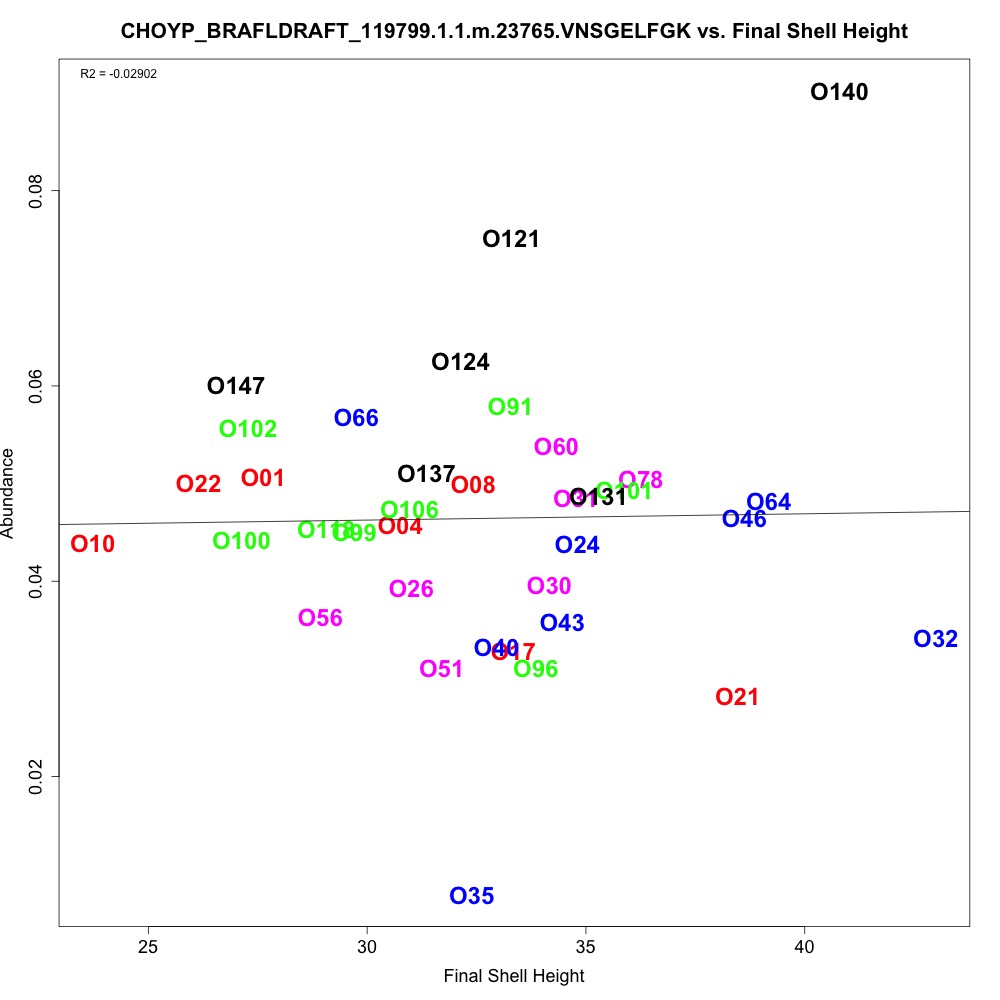 CHOYP_BRAFLDRAFT_119799.1.1.m.23765.VNSGELFGK vs. Final Shell Height
R2 = -0.02902
O140
0.08
O121
O124
0.06
O147
O91
O66
O102
O60
O137
O01
O78
O22
O08
O101
O31
O131
O64
O106
O46
O04
O118
O99
O100
O10
O24
Abundance
0.04
O30
O26
O43
O56
O32
O40
O17
O51
O96
O21
0.02
O35
25
30
35
40
Final Shell Height